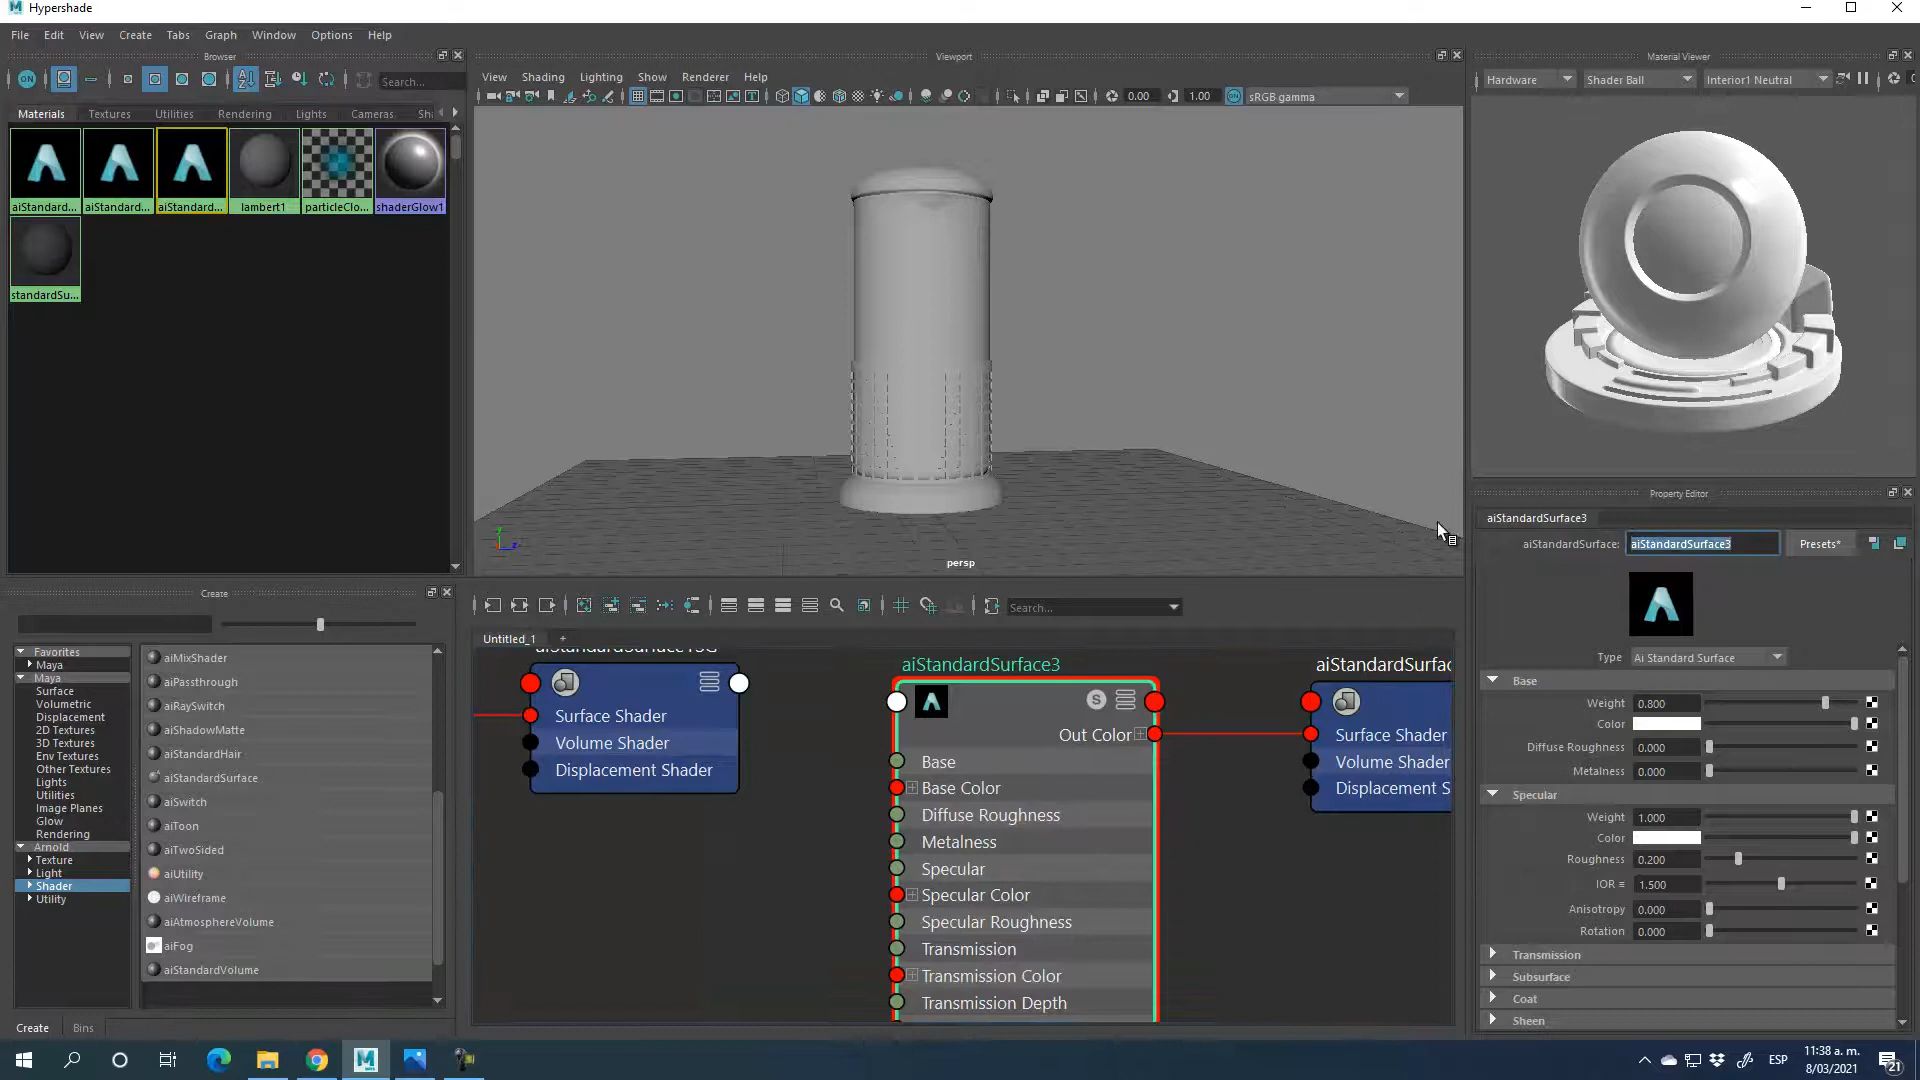 Hypershade
File Edit View Create Tabs Graph Window Options Help
Browser
ON
Search...
Materials Textures Utilities Rendering Lights Cameras Sh
aiStandard... aiStandard... aiStandard... lambert1 particleClo... shaderGlow1
standardSu...
Viewport
View Shading Lighting Show Renderer Help
0.00 1.00 ON sRGB gamma
persp
Material Viewer
Hardware Shader Ball Interior1 Neutral
Create
Favorites
Maya
Maya
Surface
Volumetric
Displacement
2D Textures
3D Textures
Env Textures
Other Textures
Lights
Utilities
Image Planes
Glow
Rendering
Arnold
Texture
Light
Shader
Utility
aiMixShader
aiPassthrough
aiRaySwitch
aiShadowMatte
aiStandardHair
aiStandardSurface
aiSwitch
aiToon
aiTwoSided
aiUtility
aiWireframe
aiAtmosphereVolume
aiFog
aiStandardVolume
Create Bins
Search...
Untitled_1 +
aiStandardSurface1SG
Surface Shader
Volume Shader
Displacement Shader
aiStandardSurface3
S
Out Color
Base
Base Color
Diffuse Roughness
Metalness
Specular
Specular Color
Specular Roughness
Transmission
Transmission Color
Transmission Depth
aiStandardSurfac
Surface Shader
Volume Shader
Displacement S
Property Editor
aiStandardSurface3
aiStandardSurface: aiStandardSurface3 Presets*
Type Ai Standard Surface
Base
Weight 0.800
Color
Diffuse Roughness 0.000
Metalness 0.000
Specular
Weight 1.000
Color
Roughness 0.200
IOR 1.500
Anisotropy 0.000
Rotation 0.000
Transmission
Subsurface
Coat
Sheen
ESP
11:38 a. m.
8/03/2021
21